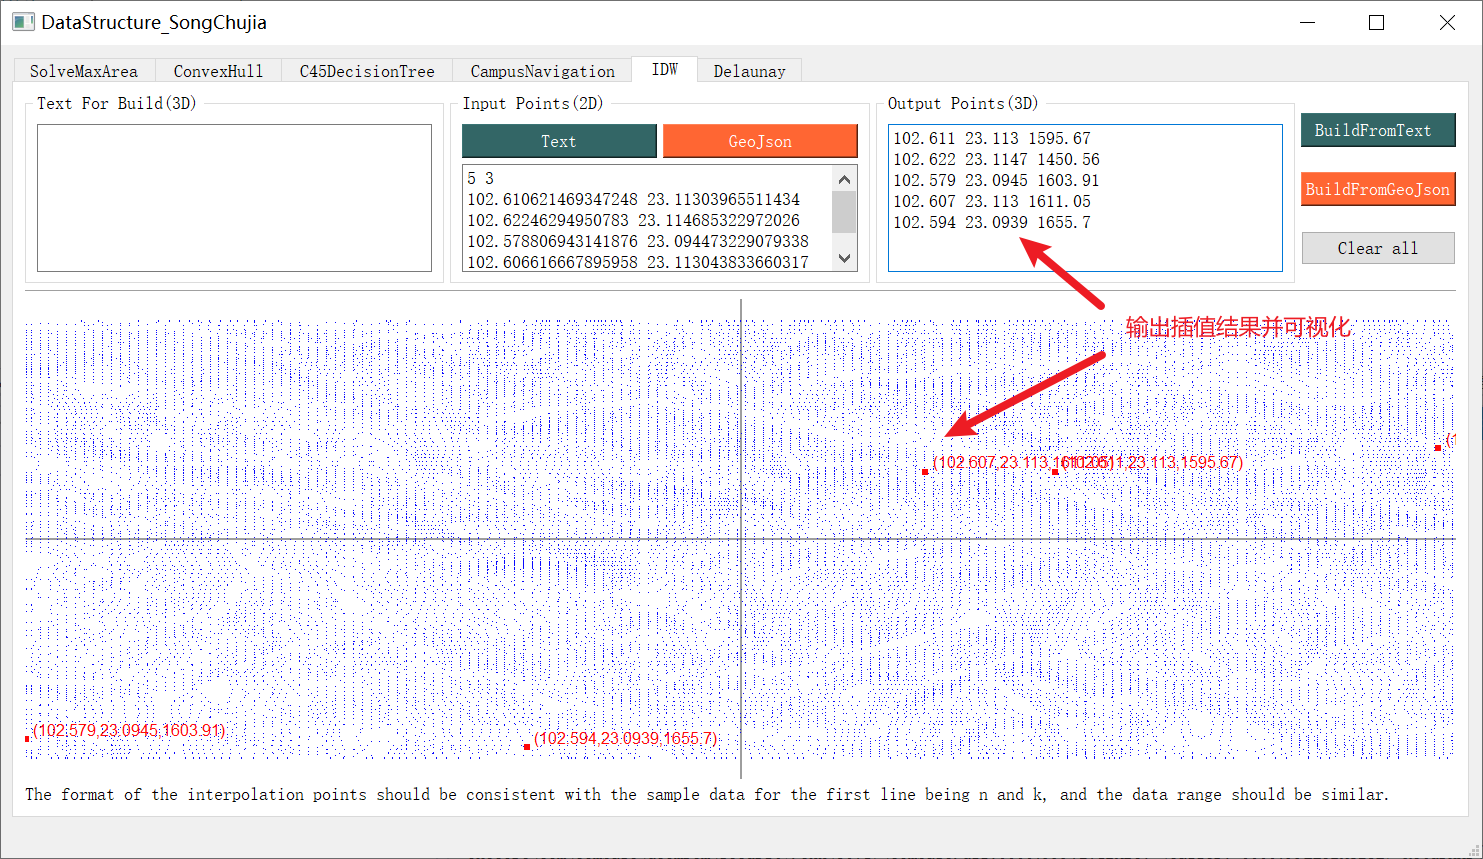 DataStructure_SongChujia
SolveMaxArea
ConvexHull
C45DecisionTree
CampusNavigation
IDW
Delaunay
Text For Build(3D)
Input Points(2D)
Text
GeoJson
5 3
102.610621469347248 23.11303965511434
102.62246294950783 23.114685322972026
102.578806943141876 23.094473229079338
102.606616667895958 23.113043833660317
Output Points(3D)
102.611 23.113 1595.67
102.622 23.1147 1450.56
102.579 23.0945 1603.91
102.607 23.113 1611.05
102.594 23.0939 1655.7
BuildFromText
BuildFromGeoJson
Clear all
输出插值结果并可视化
(102.607,23.113,1611.05)
(102.611,23.113,1595.67)
(102.579,23.0945,1603.91)
(102.594,23.0939,1655.7)
The format of the interpolation points should be consistent with the sample data for the first line being n and k, and the data range should be similar.